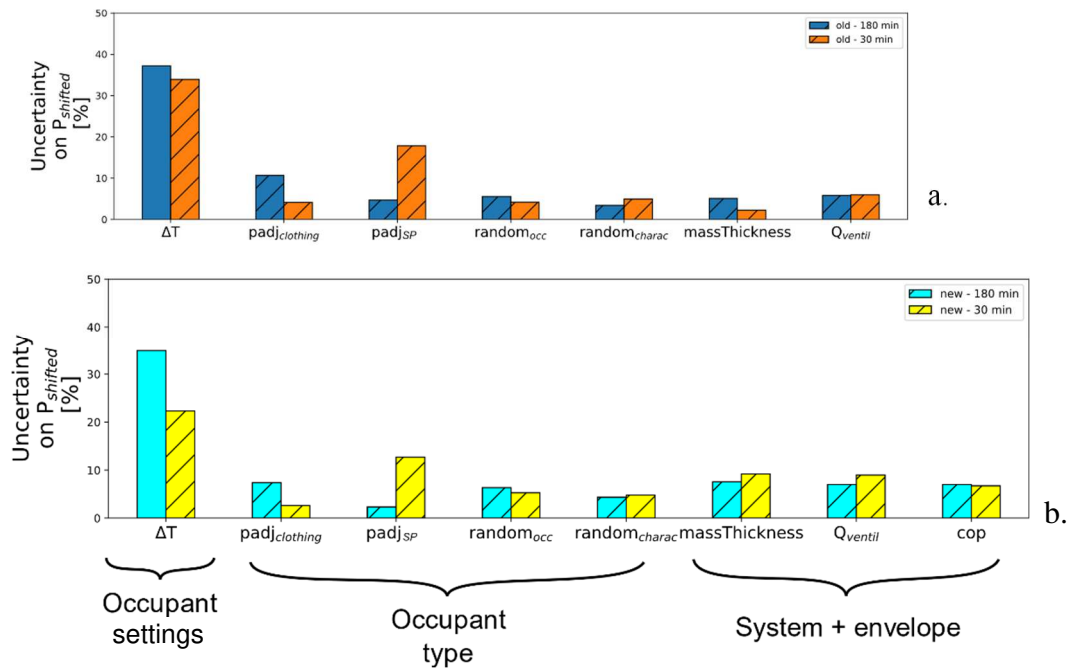 50
40
30
20
10
0
Uncertainty
on P_shifted
[%]
old - 180 min
old - 30 min
ΔT
padj_clothing
padj_SP
random_occ
random_charac
massThickness
Q_ventil
a.
50
40
30
20
10
0
Uncertainty
on P_shifted
[%]
new - 180 min
new - 30 min
ΔT
padj_clothing
padj_SP
random_occ
random_charac
massThickness
Q_ventil
cop
b.
Occupant
settings
Occupant
type
System + envelope